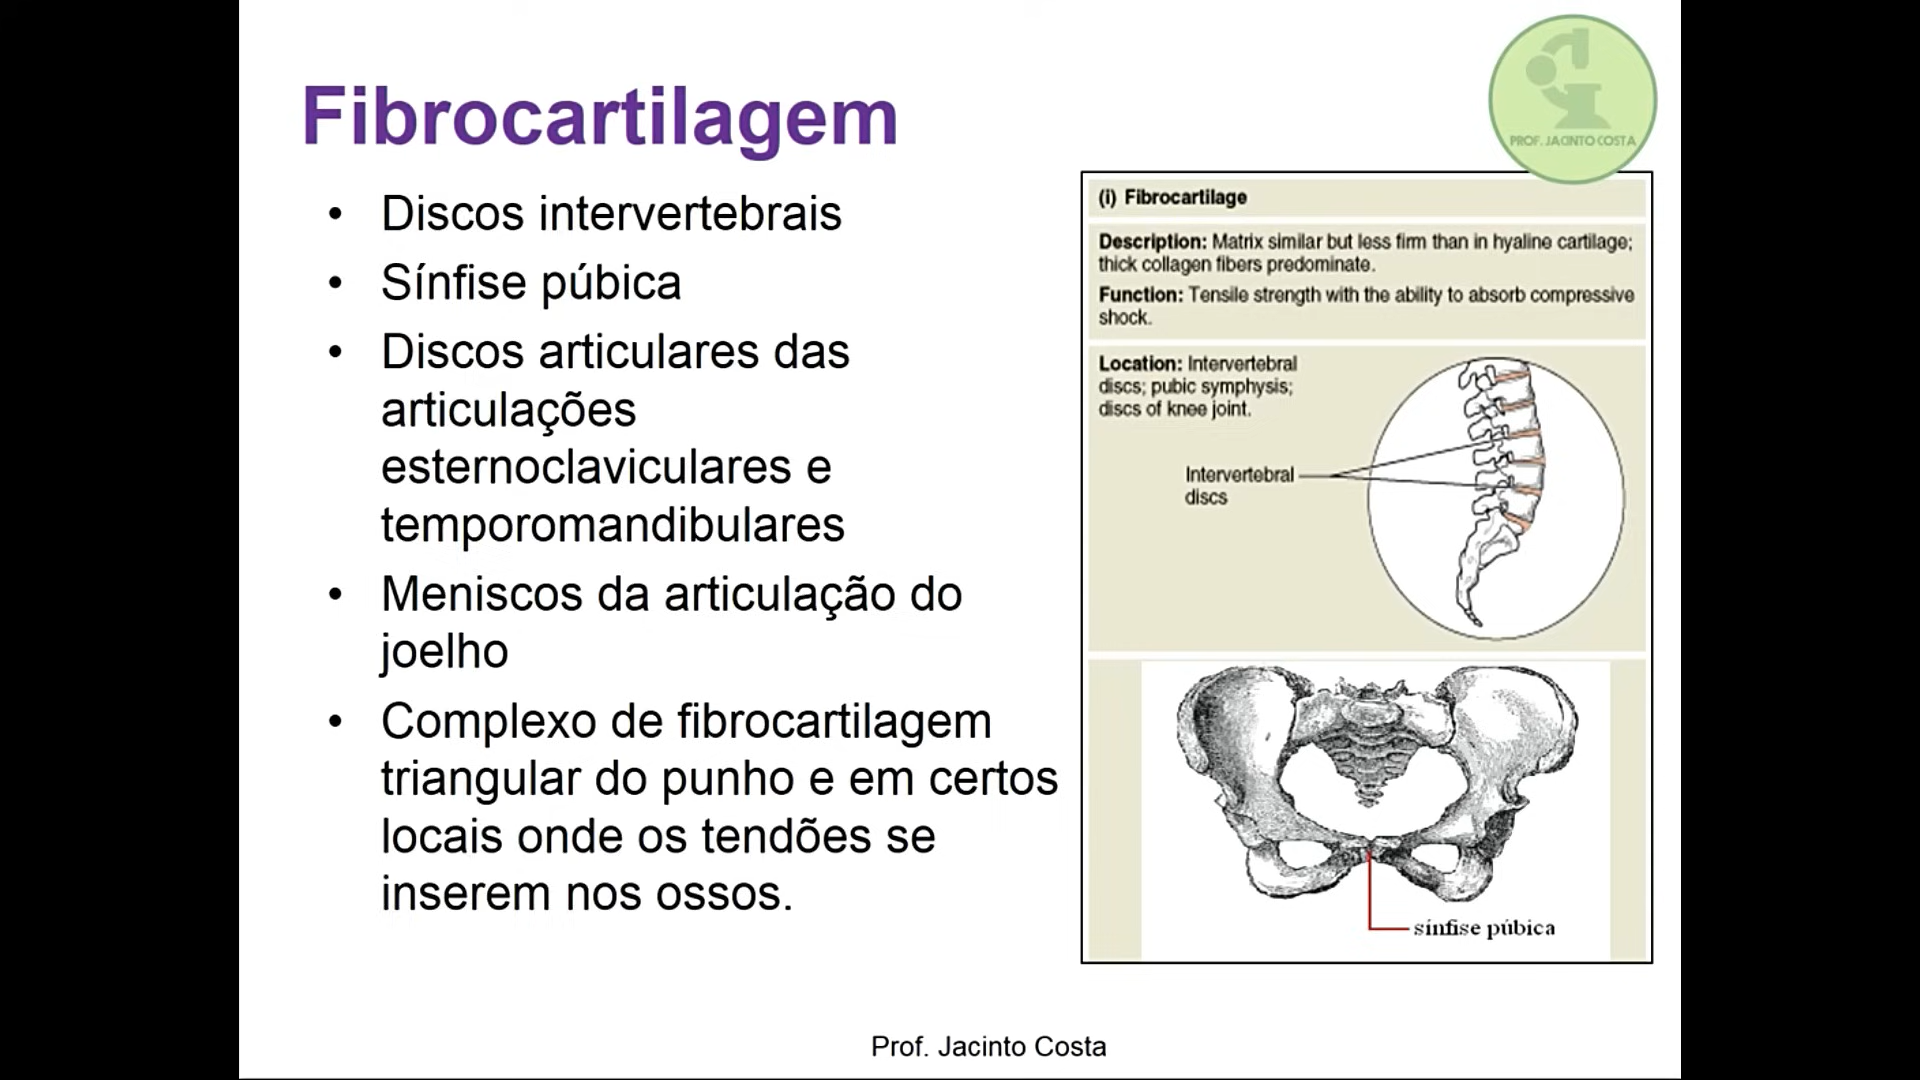 PROF. JACINTO COSTA
Fibrocartilagem
• Discos intervertebrais
• Sínfise púbica
• Discos articulares das
articulações
esternoclaviculares e
temporomandibulares
• Meniscos da articulação do
joelho
• Complexo de fibrocartilagem
triangular do punho e em certos
locais onde os tendões se
inserem nos ossos.
(i) Fibrocartilage
Description: Matrix similar but less firm than in hyaline cartilage;
thick collagen fibers predominate.
Function: Tensile strength with the ability to absorb compressive
shock.
Location: Intervertebral
discs; pubic symphysis;
discs of knee joint.
Intervertebral
discs
sínfise púbica
Prof. Jacinto Costa